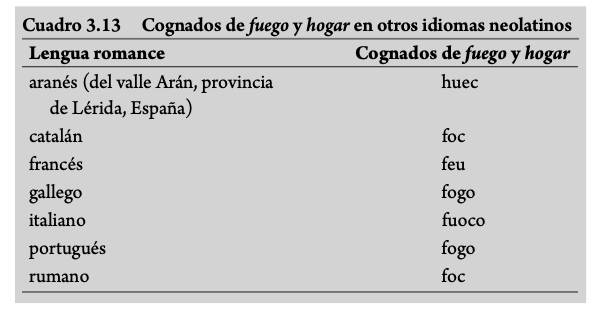 Cuadro 3.13 Cognados de fuego y hogar en otros idiomas neolatinos
Lengua romance Cognados de fuego y hogar
aranés (del valle Arán, provincia huec
de Lérida, España)
catalán foc
francés feu
gallego fogo
italiano fuoco
portugués fogo
rumano foc